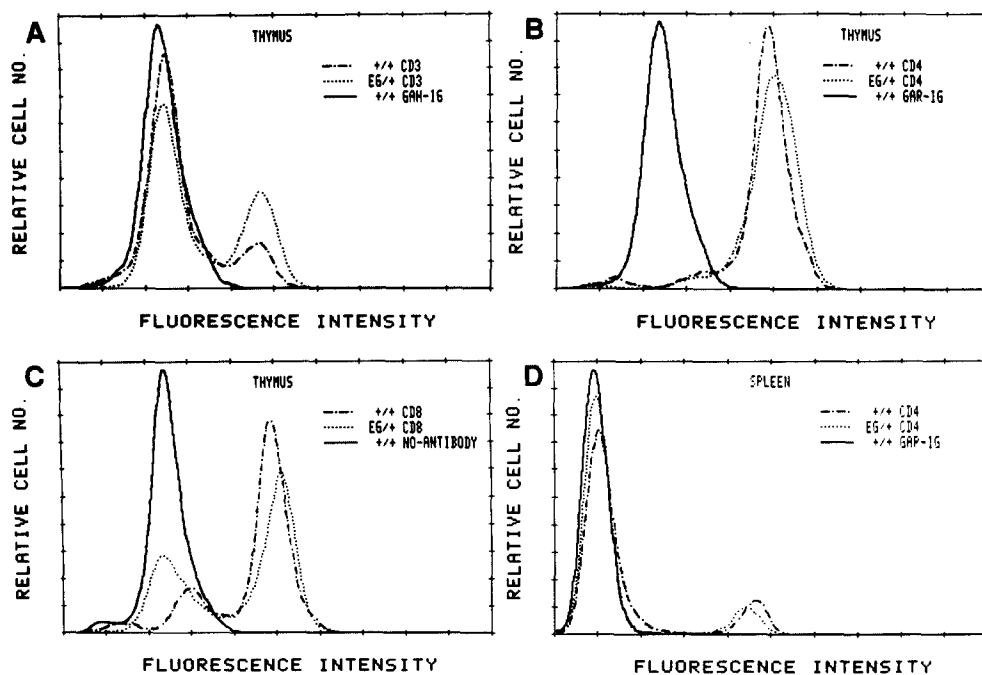 A
THYMUS
+/+ CD3
EG/+ CD3
+/+ GAH-IG
RELATIVE CELL NO.
FLUORESCENCE INTENSITY
B
THYMUS
+/+ CD4
EG/+ CD4
+/+ GAR-IG
RELATIVE CELL NO.
FLUORESCENCE INTENSITY
C
THYMUS
+/+ CD8
EG/+ CD8
+/+ NO-ANTIBODY
RELATIVE CELL NO.
FLUORESCENCE INTENSITY
D
SPLEEN
+/+ CD4
EG/+ CD4
+/+ GAR-IG
RELATIVE CELL NO.
FLUORESCENCE INTENSITY